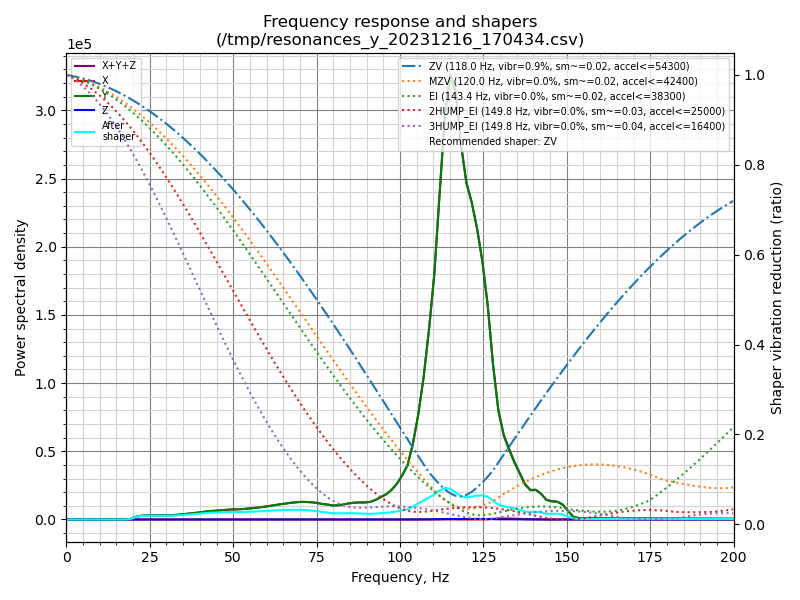 Frequency response and shapers
(/tmp/resonances_y_20231216_170434.csv)
1e5
X+Y+Z
X
Y
Z
After
shaper
ZV (118.0 Hz, vibr=0.9%, sm~=0.02, accel<=54300)
MZV (120.0 Hz, vibr=0.0%, sm~=0.02, accel<=42400)
EI (143.4 Hz, vibr=0.0%, sm~=0.02, accel<=38300)
2HUMP_EI (149.8 Hz, vibr=0.0%, sm~=0.03, accel<=25000)
3HUMP_EI (149.8 Hz, vibr=0.0%, sm~=0.04, accel<=16400)
Recommended shaper: ZV
Power spectral density
3.0
2.5
2.0
1.5
1.0
0.5
0.0
1.0
0.8
0.6
0.4
0.2
0.0
Shaper vibration reduction (ratio)
0 25 50 75 100 125 150 175 200
Frequency, Hz